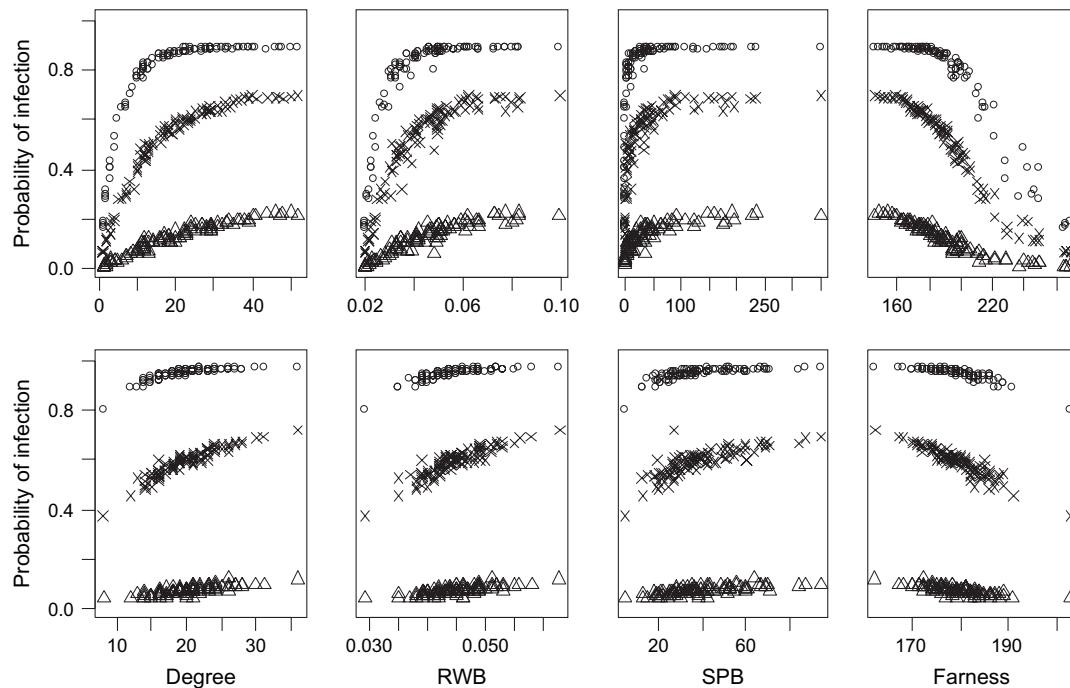 Probability of infection
0.8
0.4
0.0
0 20 40
0.02 0.06 0.10
0 100 250
160 220
Probability of infection
0.8
0.4
0.0
10 20 30
0.030 0.050
20 60
170 190
Degree RWB SPB Farness